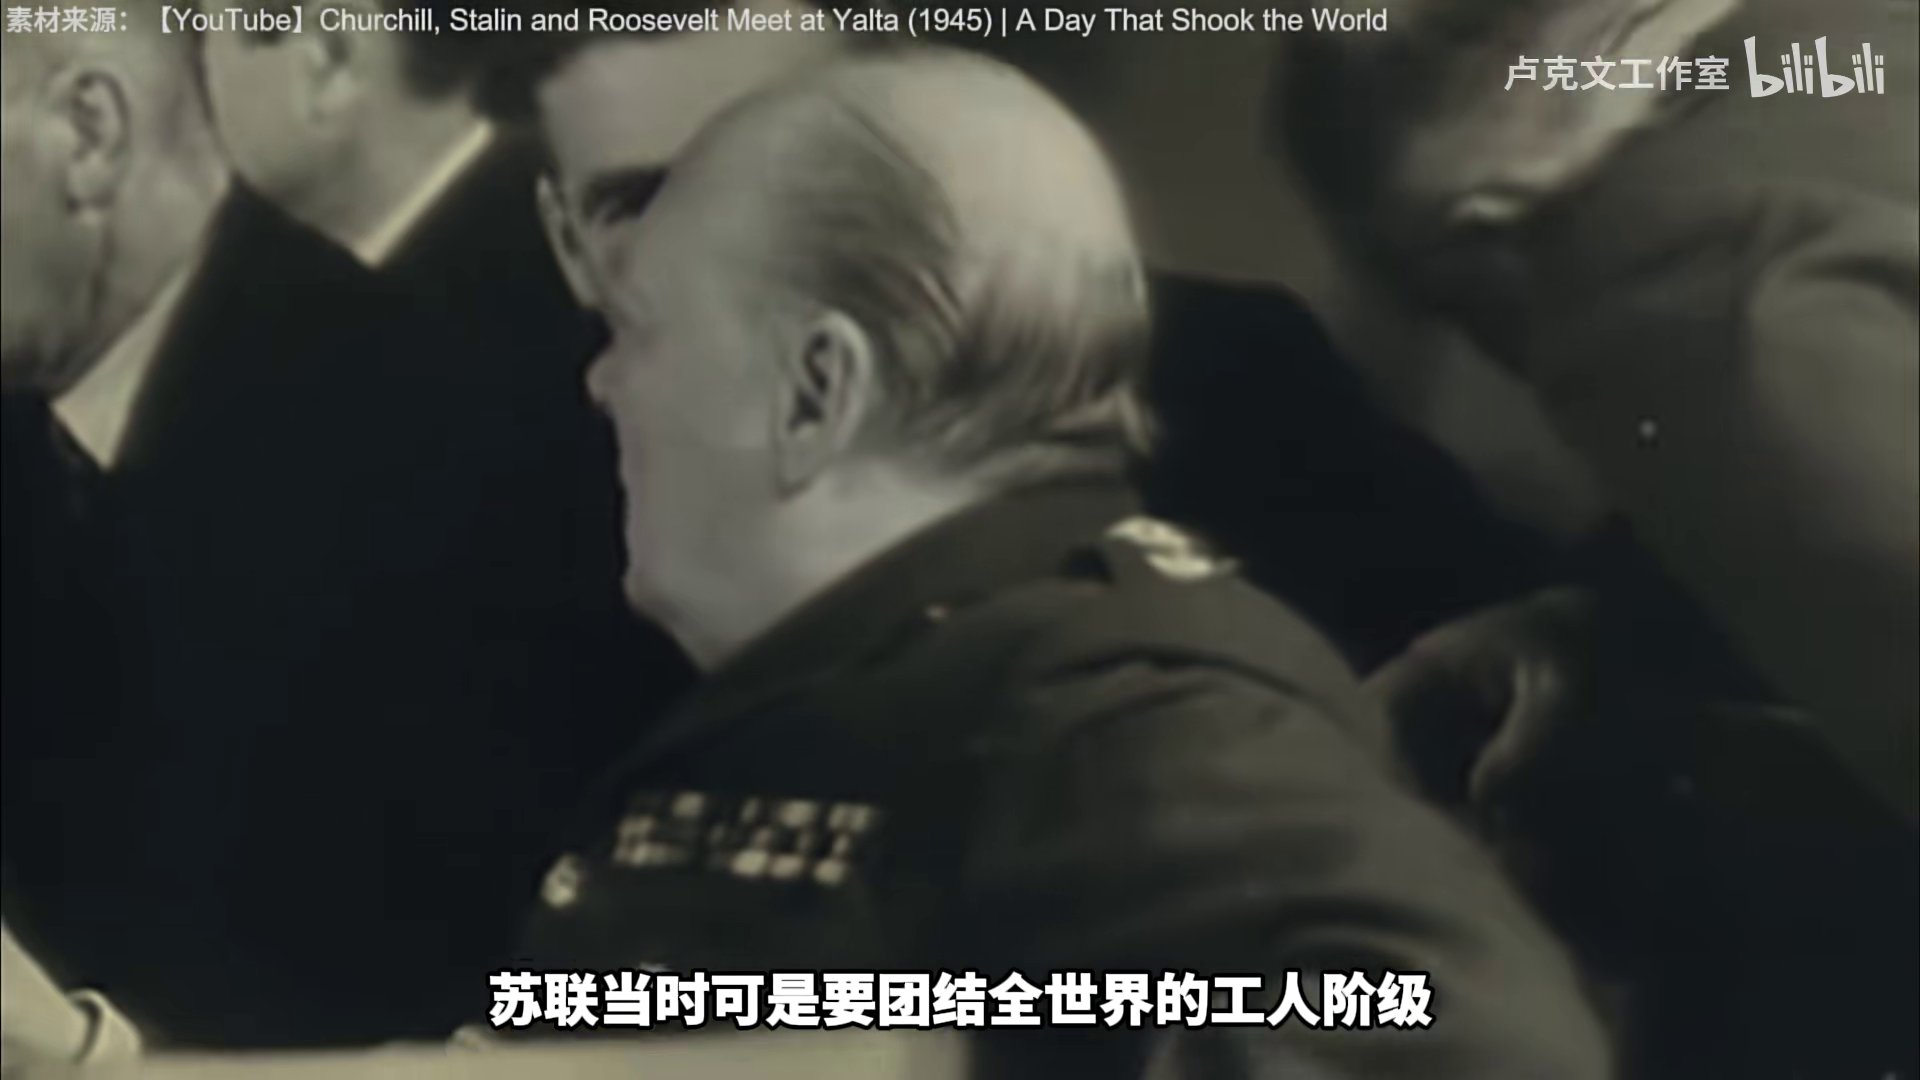 素材来源：【YouTube】Churchill, Stalin and Roosevelt Meet at Yalta (1945) | A Day That Shook the World
卢克文工作室 bilibili
苏联当时可是要团结全世界的工人阶级